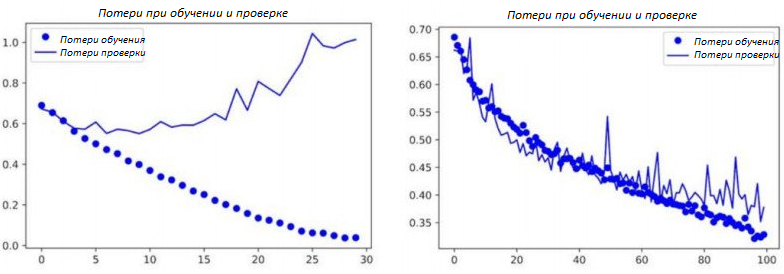 Потери при обучении и проверке
Потери обучения
Потери проверки
1.0
0.8
0.6
0.4
0.2
0.0
0 5 10 15 20 25 30
Потери при обучении и проверке
Потери обучения
Потери проверки
0.70
0.65
0.60
0.55
0.50
0.45
0.40
0.35
0 20 40 60 80 100